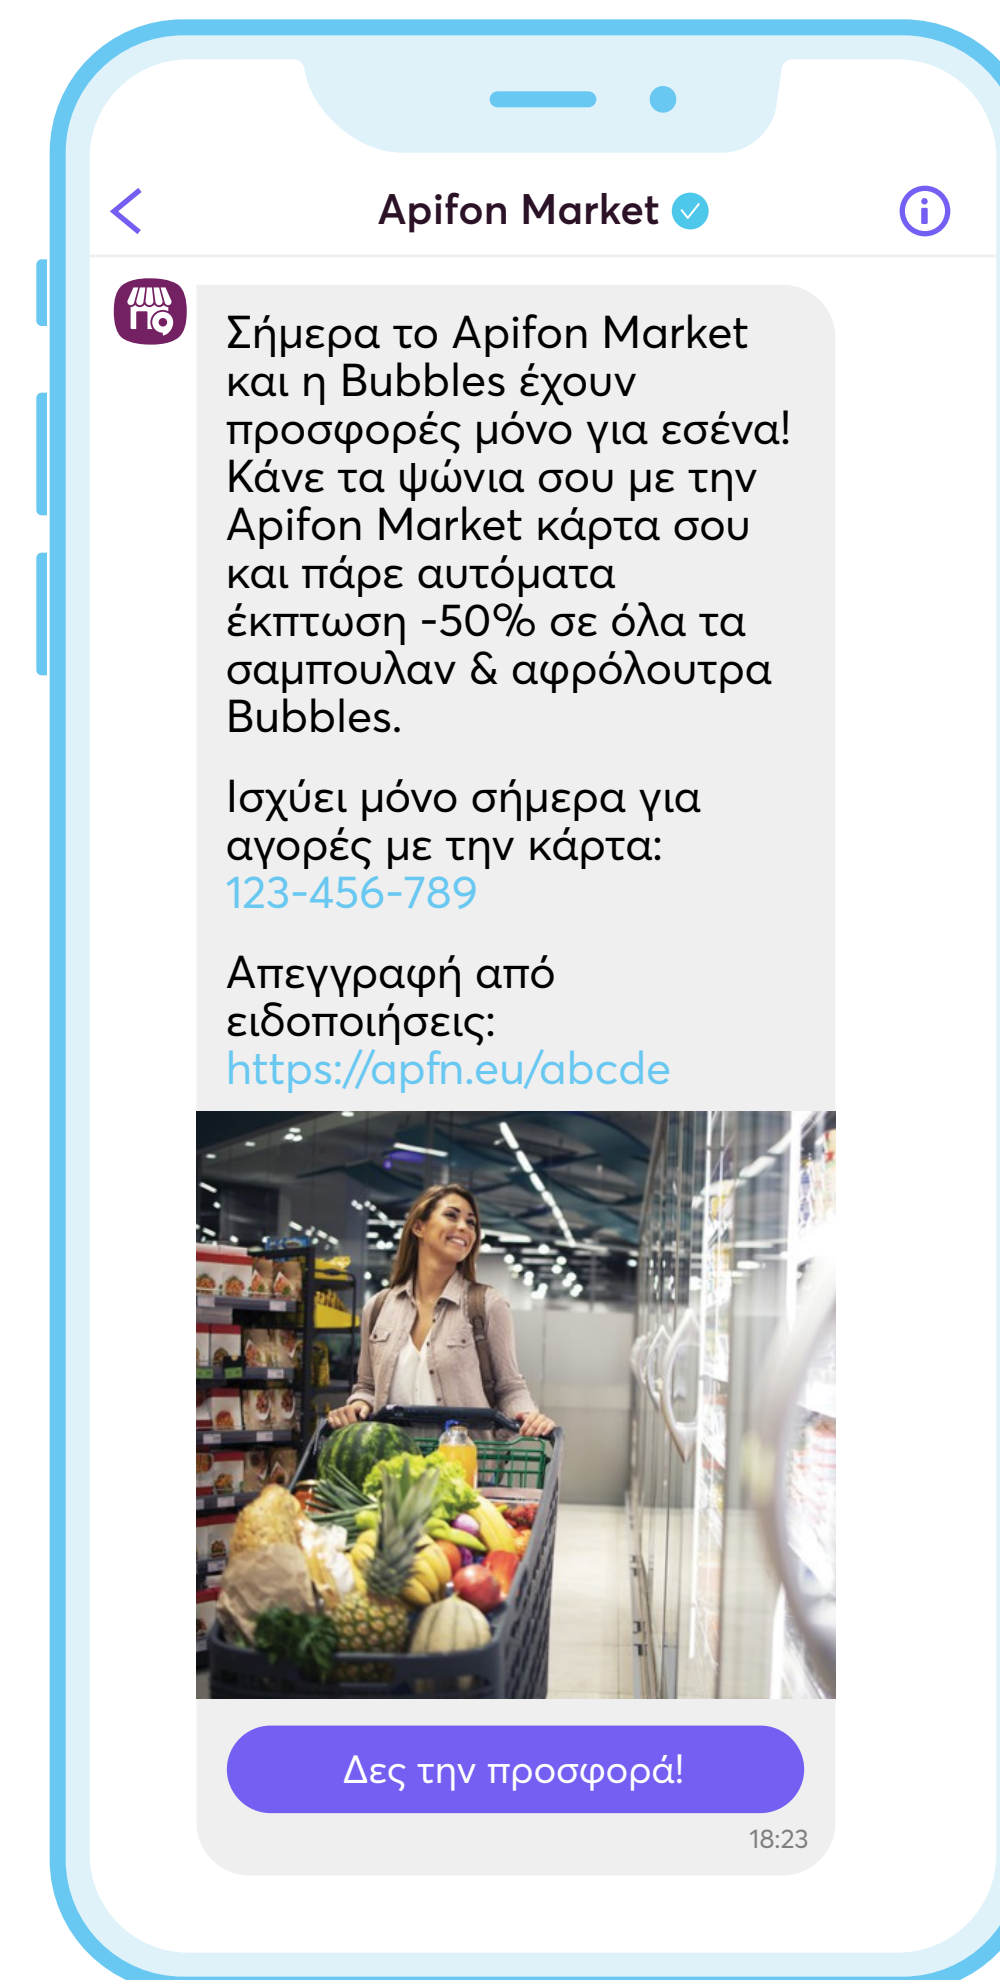 Apifon Market
Σήμερα το Apifon Market
και η Bubbles έχουν
προσφορές μόνο για εσένα!
Κάνε τα ψώνια σου με την
Apifon Market κάρτα σου
και πάρε αυτόματα
έκπτωση -50% σε όλα τα
σαμπουλαν & αφρόλουτρα
Bubbles.
Ισχύει μόνο σήμερα για
αγορές με την κάρτα:
123-456-789
Απεγγραφή από
ειδοποιήσεις:
https://apfn.eu/abcde
Δες την προσφορά!
18:23